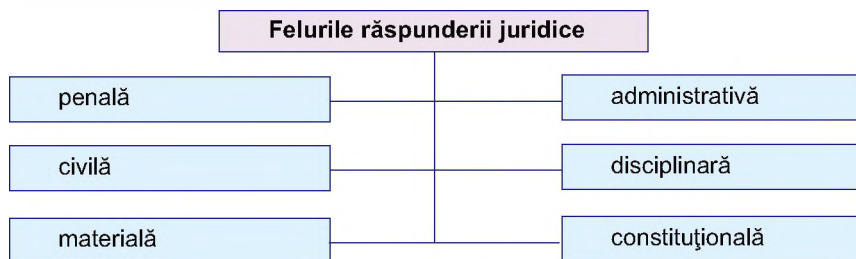 Felurile răspunderii juridice
penală
administrativă
civilă
disciplinară
materială
constituţională